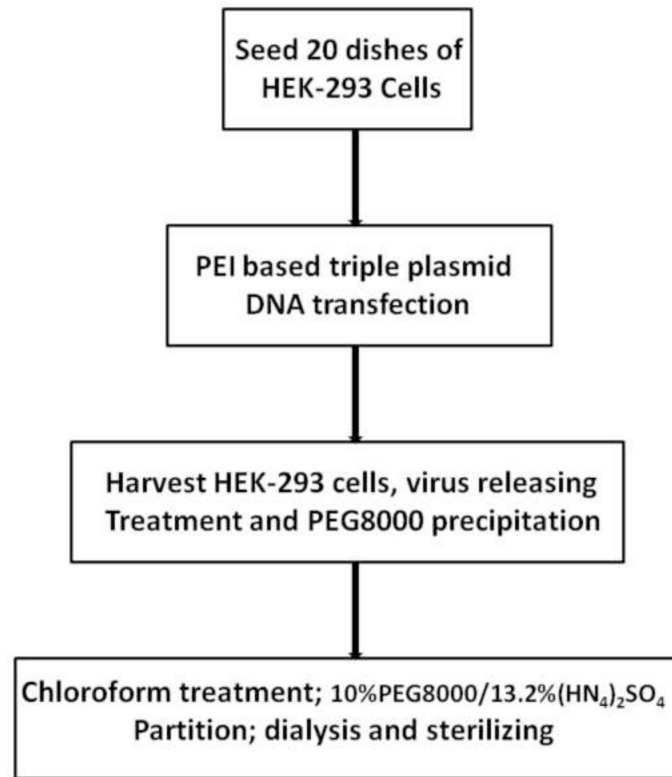 Seed 20 dishes of
HEK-293 Cells
PEI based triple plasmid
DNA transfection
Harvest HEK-293 cells, virus releasing
Treatment and PEG8000 precipitation
Chloroform treatment; 10%PEG8000/13.2%(HN₄)₂SO₄
Partition; dialysis and sterilizing